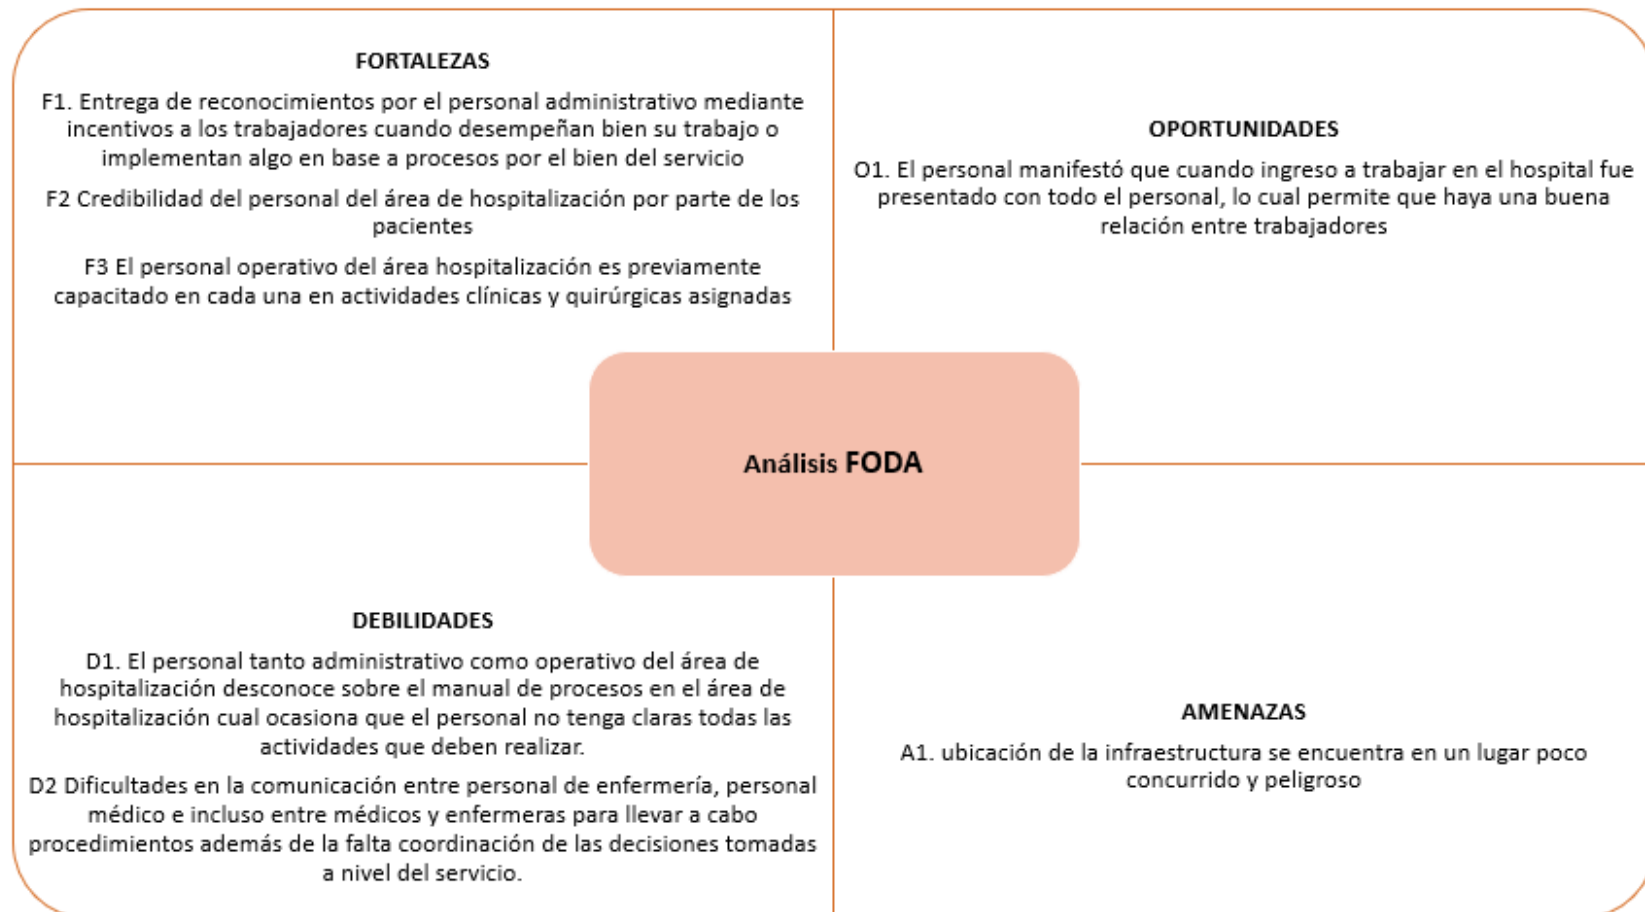 FORTALEZAS
F1. Entrega de reconocimientos por el personal administrativo mediante
incentivos a los trabajadores cuando desempeñan bien su trabajo o
implementan algo en base a procesos por el bien del servicio
F2 Credibilidad del personal del área de hospitalización por parte de los
pacientes
F3 El personal operativo del área hospitalización es previamente
capacitado en cada una en actividades clínicas y quirúrgicas asignadas
OPORTUNIDADES
O1. El personal manifestó que cuando ingreso a trabajar en el hospital fue
presentado con todo el personal, lo cual permite que haya una buena
relación entre trabajadores
Análisis FODA
DEBILIDADES
D1. El personal tanto administrativo como operativo del área de
hospitalización desconoce sobre el manual de procesos en el área de
hospitalización cual ocasiona que el personal no tenga claras todas las
actividades que deben realizar.
D2 Dificultades en la comunicación entre personal de enfermería, personal
médico e incluso entre médicos y enfermeras para llevar a cabo
procedimientos además de la falta coordinación de las decisiones tomadas
a nivel del servicio.
AMENAZAS
A1. ubicación de la infraestructura se encuentra en un lugar poco
concurrido y peligroso